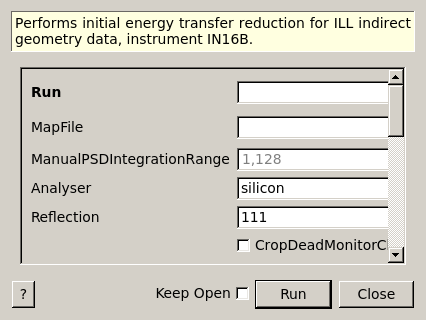 Performs initial energy transfer reduction for ILL indirect
geometry data, instrument IN16B.
Run
MapFile
ManualPSDIntegrationRange 1,128
Analyser silicon
Reflection 111
CropDeadMonitorC
? Keep Open Run Close